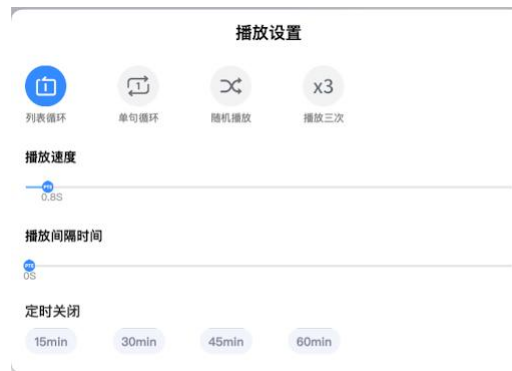 播放设置
1 1 x3
列表循环 单句循环 随机播放 播放三次
播放速度
0.8S
播放间隔时间
0S
定时关闭
15min 30min 45min 60min